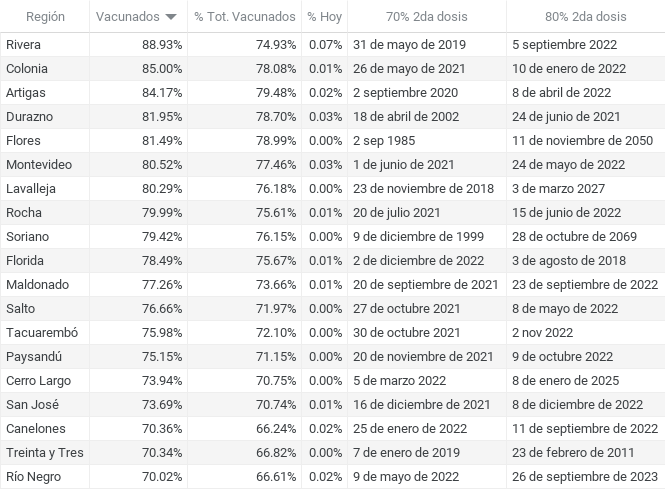 Región Vacunados % Tot. Vacunados % Hoy 70% 2da dosis 80% 2da dosis
Rivera 88.93% 74.93% 0.07% 31 de mayo de 2019 5 septiembre 2022
Colonia 85.00% 78.08% 0.01% 26 de mayo de 2021 10 de enero de 2022
Artigas 84.17% 79.48% 0.02% 2 septiembre 2020 8 de abril de 2022
Durazno 81.95% 78.70% 0.03% 18 de abril de 2002 24 de junio de 2021
Flores 81.49% 78.99% 0.00% 2 sep 1985 11 de noviembre de 2050
Montevideo 80.52% 77.46% 0.03% 1 de junio de 2021 24 de mayo de 2022
Lavalleja 80.29% 76.18% 0.00% 23 de noviembre de 2018 3 de marzo 2027
Rocha 79.99% 75.61% 0.01% 20 de julio 2021 15 de junio de 2022
Soriano 79.42% 76.15% 0.00% 9 de diciembre de 1999 28 de octubre de 2069
Florida 78.49% 75.67% 0.01% 2 de diciembre de 2022 3 de agosto de 2018
Maldonado 77.26% 73.66% 0.01% 20 de septiembre de 2021 23 de septiembre de 2022
Salto 76.66% 71.97% 0.00% 27 de octubre 2021 8 de mayo de 2022
Tacuarembó 75.98% 72.10% 0.00% 30 de octubre 2021 2 nov 2022
Paysandú 75.15% 71.15% 0.00% 20 de noviembre de 2021 9 de octubre 2022
Cerro Largo 73.94% 70.75% 0.00% 5 de marzo 2022 8 de enero de 2025
San José 73.69% 70.74% 0.01% 16 de diciembre de 2021 8 de diciembre de 2022
Canelones 70.36% 66.24% 0.02% 25 de enero de 2022 11 de septiembre de 2022
Treinta y Tres 70.34% 66.82% 0.00% 7 de enero de 2019 23 de febrero de 2011
Río Negro 70.02% 66.61% 0.02% 9 de mayo de 2022 26 de septiembre de 2023